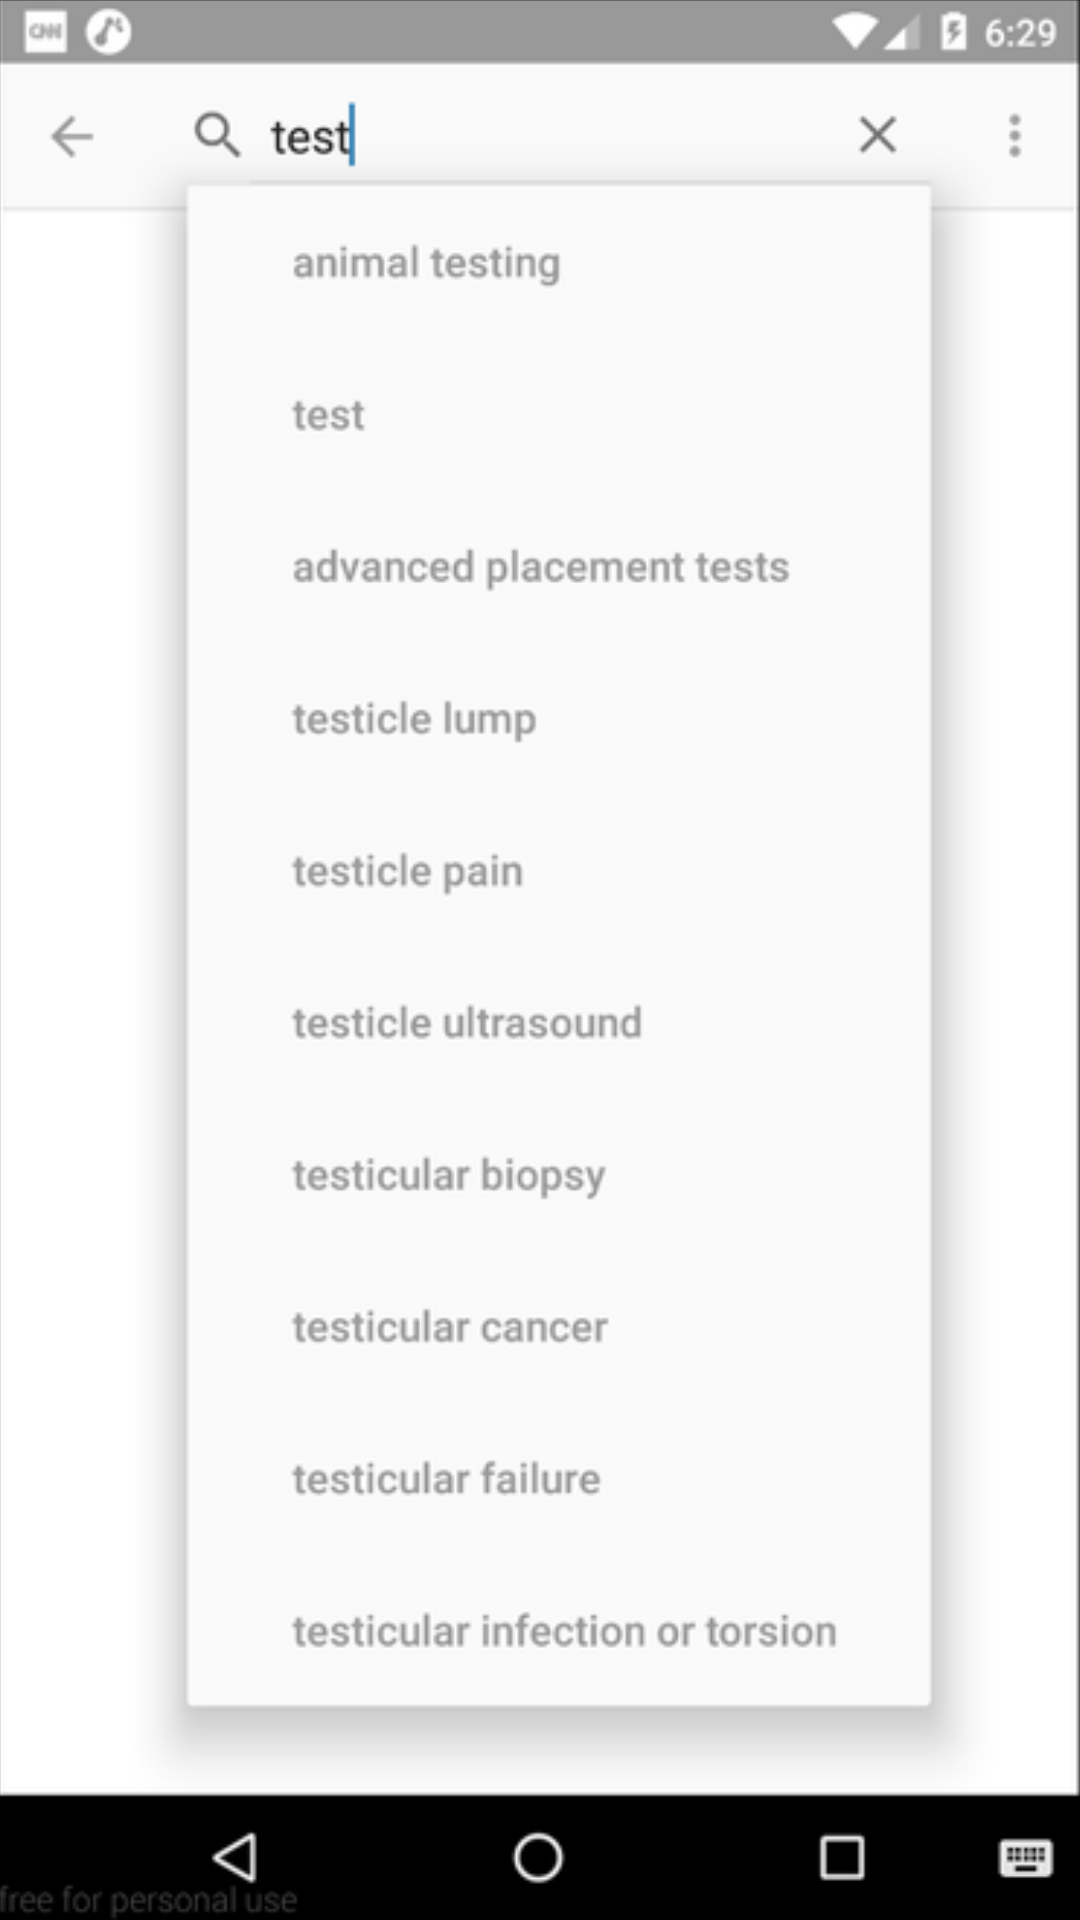 CNN
6:29
test
animal testing
test
advanced placement tests
testicle lump
testicle pain
testicle ultrasound
testicular biopsy
testicular cancer
testicular failure
testicular infection or torsion
free for personal use